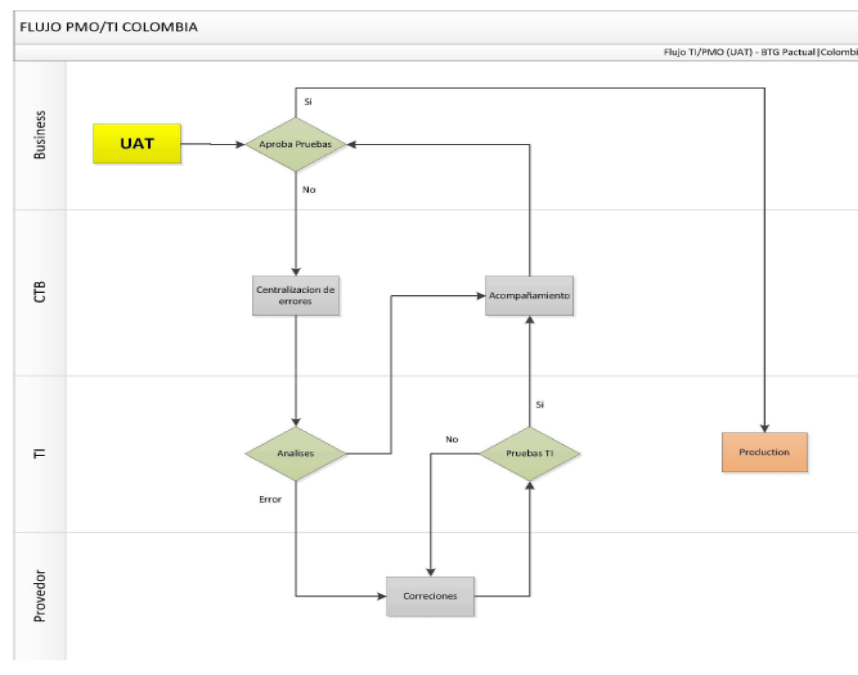 FLUJO PMO/TI COLOMBIA
Flujo TI/PMO (UAT) - BTG Pactual|Colombi
Business
UAT
Aproba Pruebas
Si
No
CTB
Centralizacion de
errores
Acompañamiento
TI
Analises
Error
No
Pruebas TI
Si
Production
Provedor
Correciones